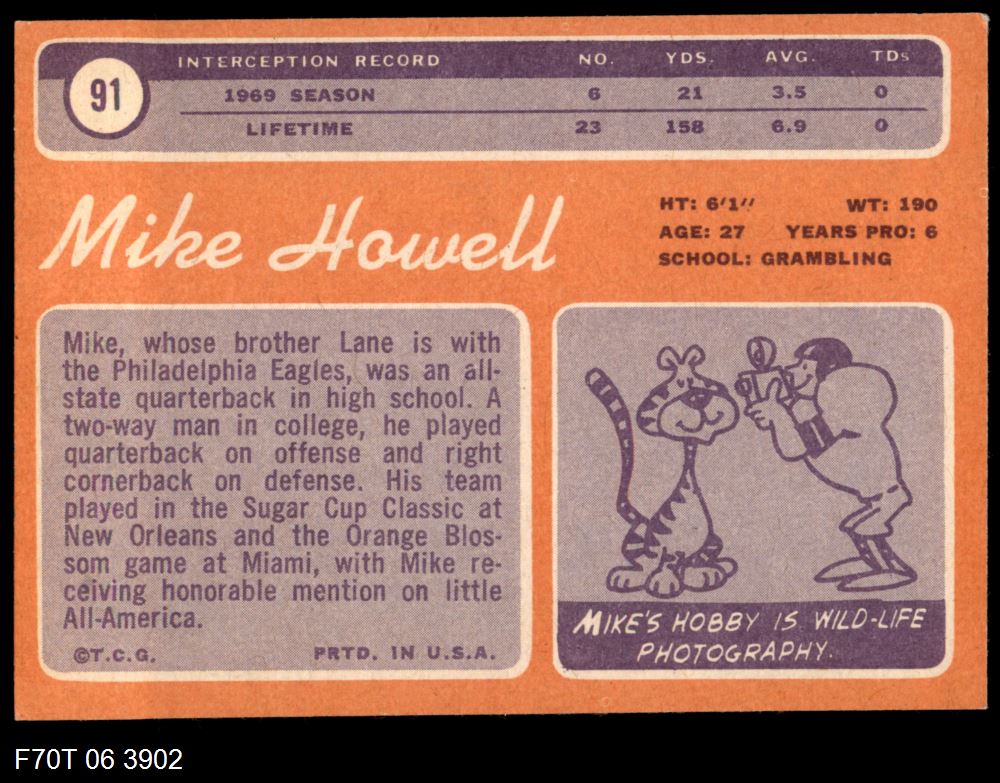 91
INTERCEPTION RECORD NO. YDS. AVG. TDs
1969 SEASON 6 21 3.5 0
LIFETIME 23 158 6.9 0
Mike Howell
HT: 6'1" WT: 190
AGE: 27 YEARS PRO: 6
SCHOOL: GRAMBLING
Mike, whose brother Lane is with
the Philadelphia Eagles, was an all-
state quarterback in high school. A
two-way man in college, he played
quarterback on offense and right
cornerback on defense. His team
played in the Sugar Cup Classic at
New Orleans and the Orange Blos-
som game at Miami, with Mike re-
ceiving honorable mention on little
All-America.
©T.C.G. PRTD. IN U.S.A.
MIKE'S HOBBY IS WILD-LIFE
PHOTOGRAPHY.
F70T 06 3902